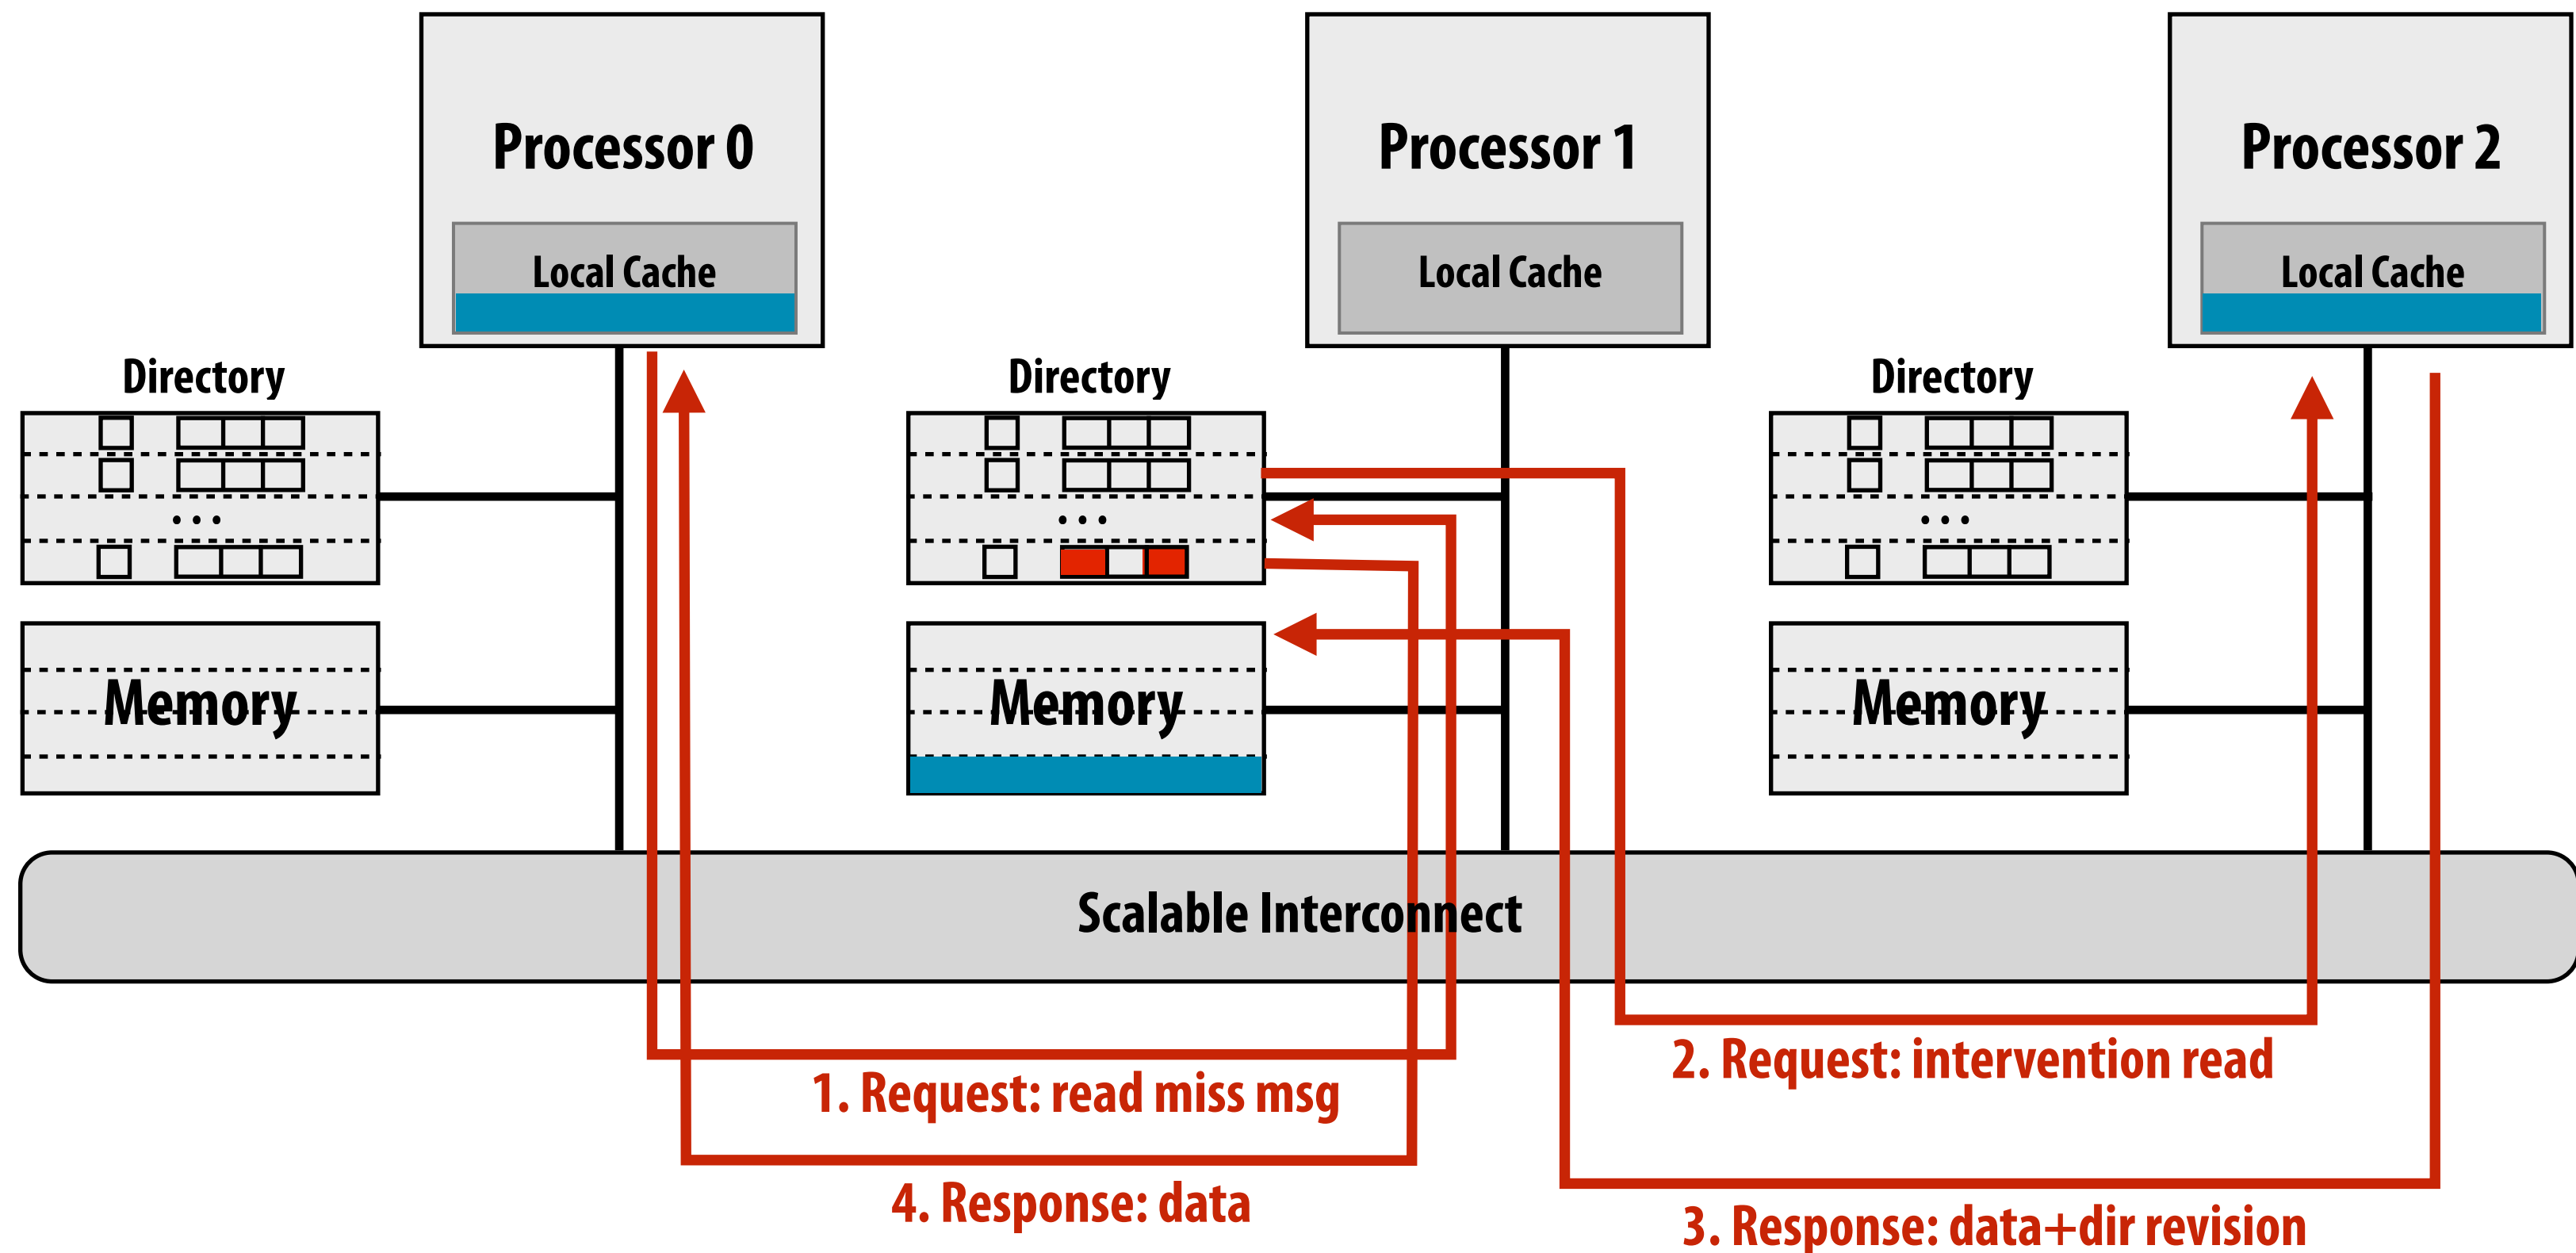 Processor 0
Processor 1
Processor 2
Local Cache
Local Cache
Local Cache
Directory
Directory
Directory
• • •
• • •
• • •
Memory
Memory
Memory
Scalable Interconnect
2. Request: intervention read
1. Request: read miss msg
4. Response: data
3. Response: data+dir revision